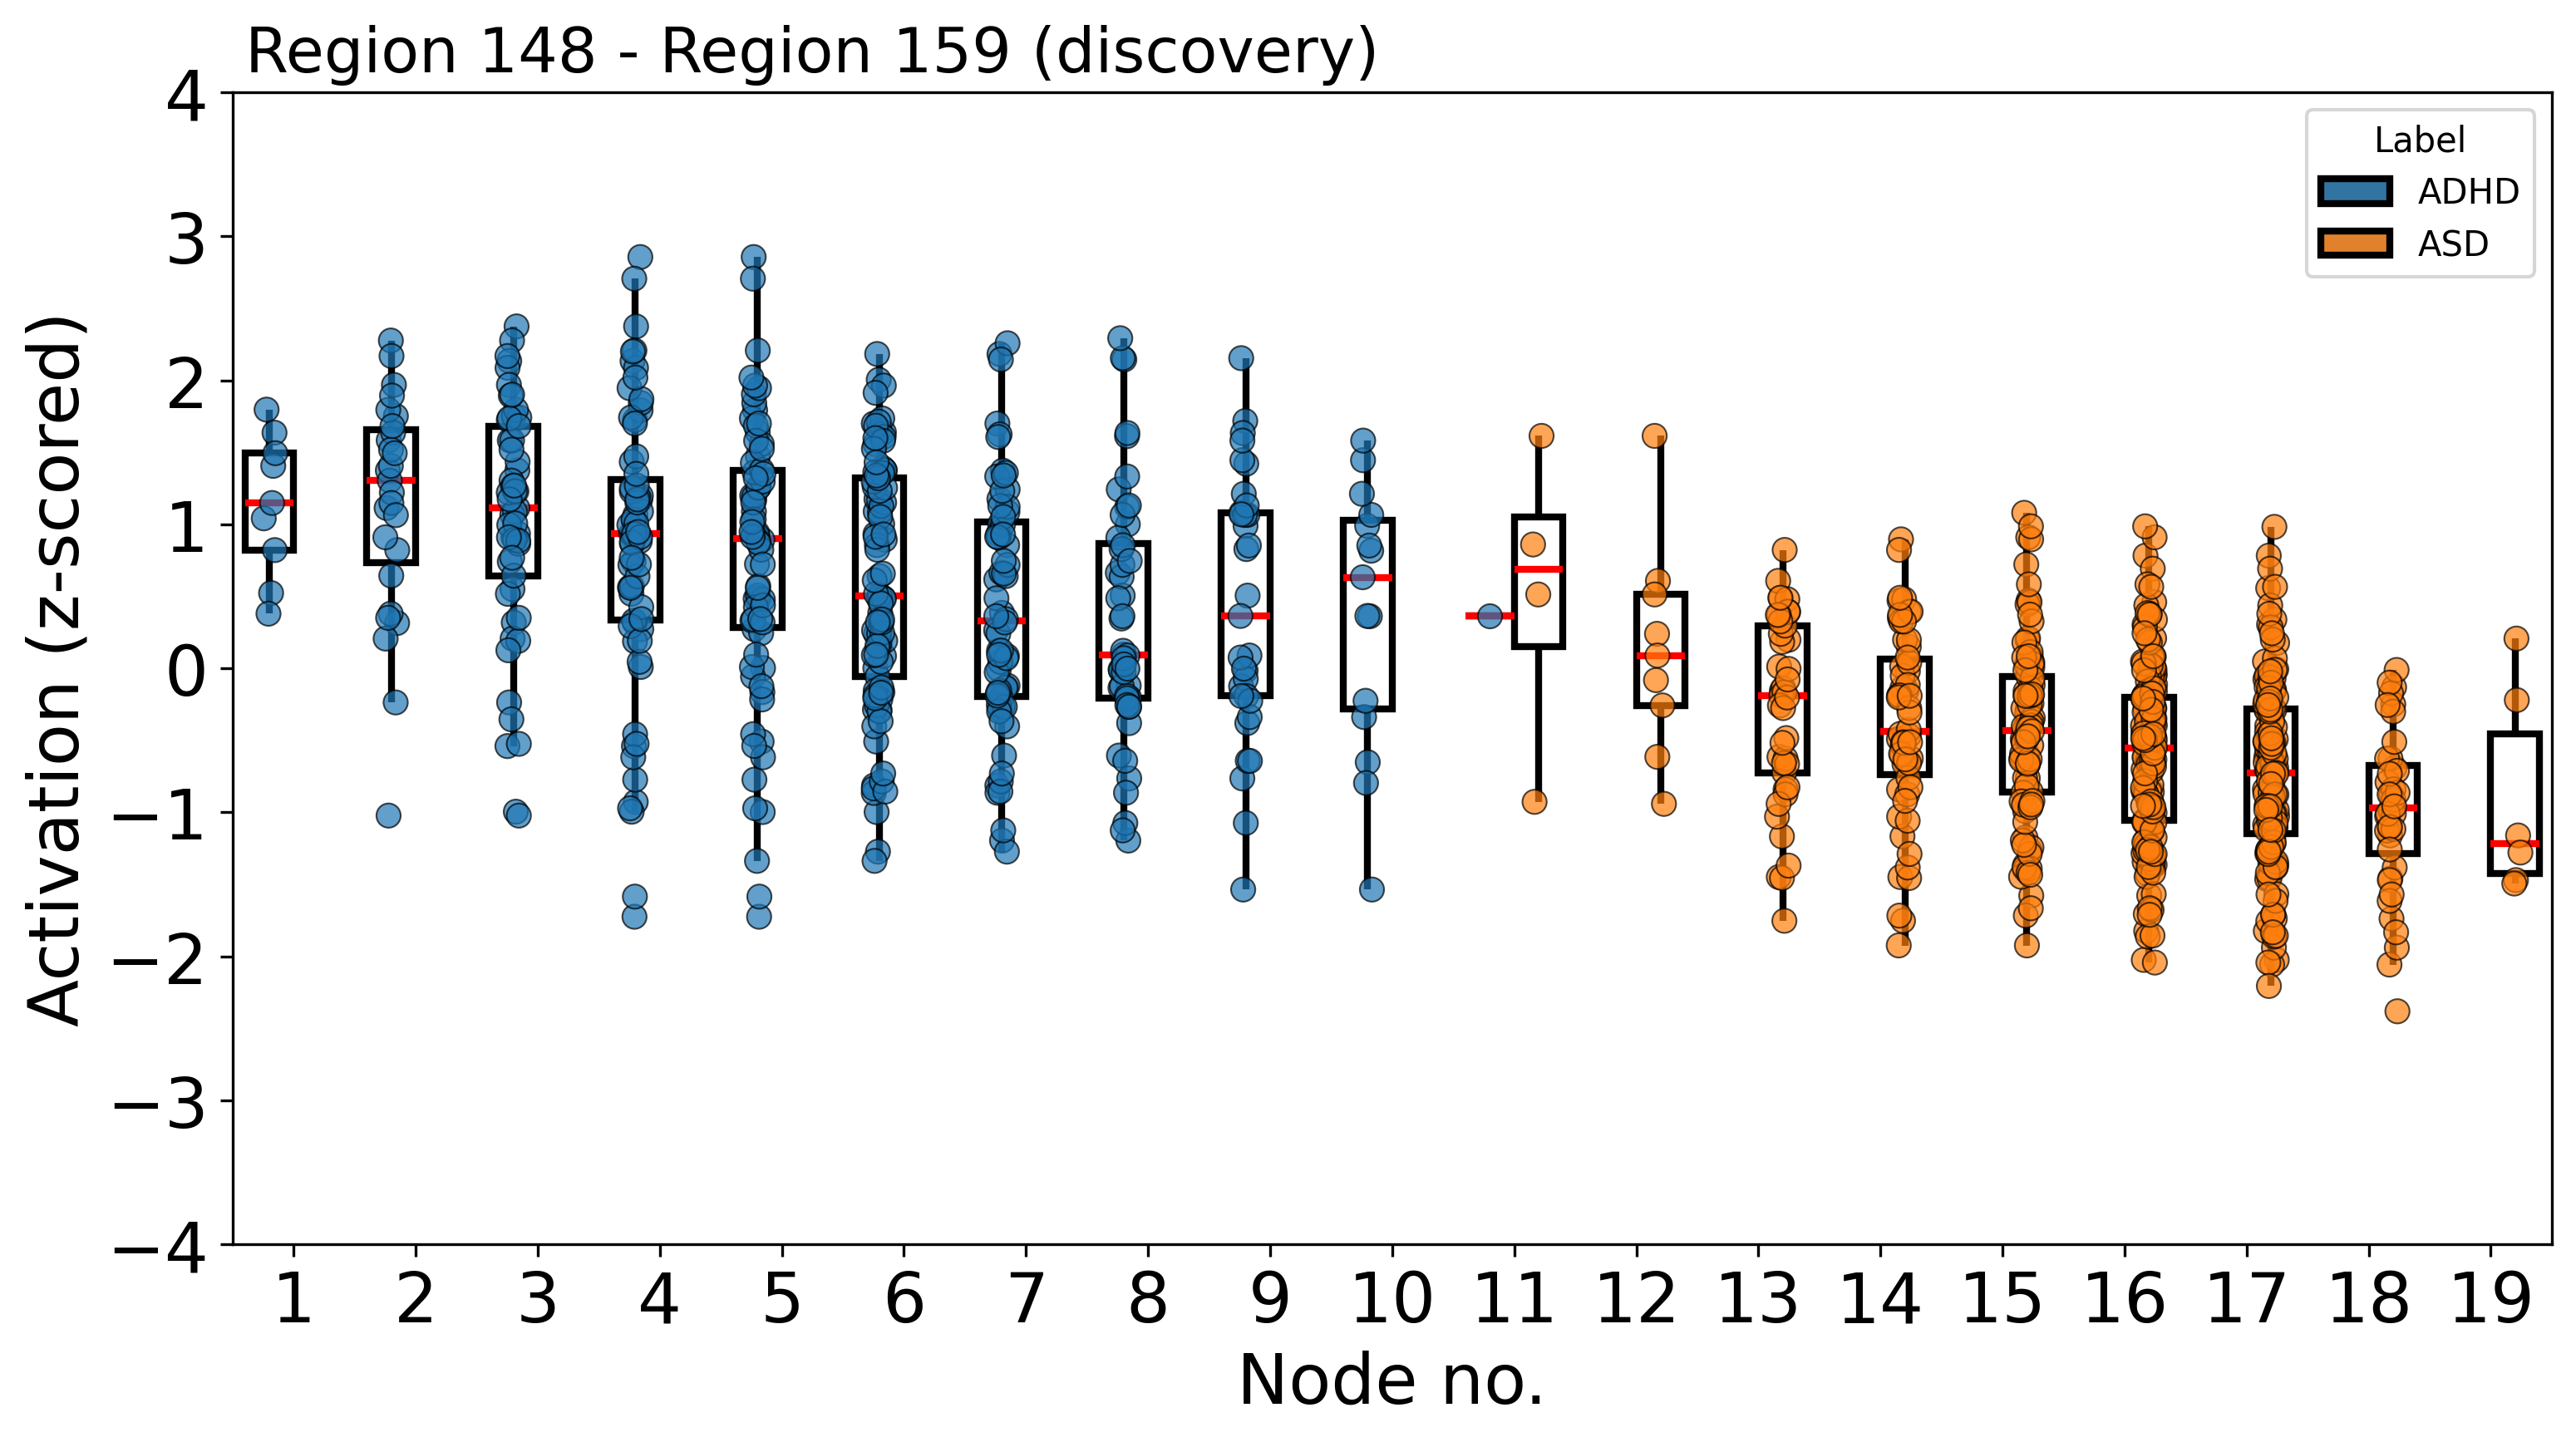 Region 148 - Region 159 (discovery)
Activation (z-scored)
4
3
2
1
0
−1
−2
−3
−4
Label
ADHD
ASD
1 2 3 4 5 6 7 8 9 10 11 12 13 14 15 16 17 18 19
Node no.